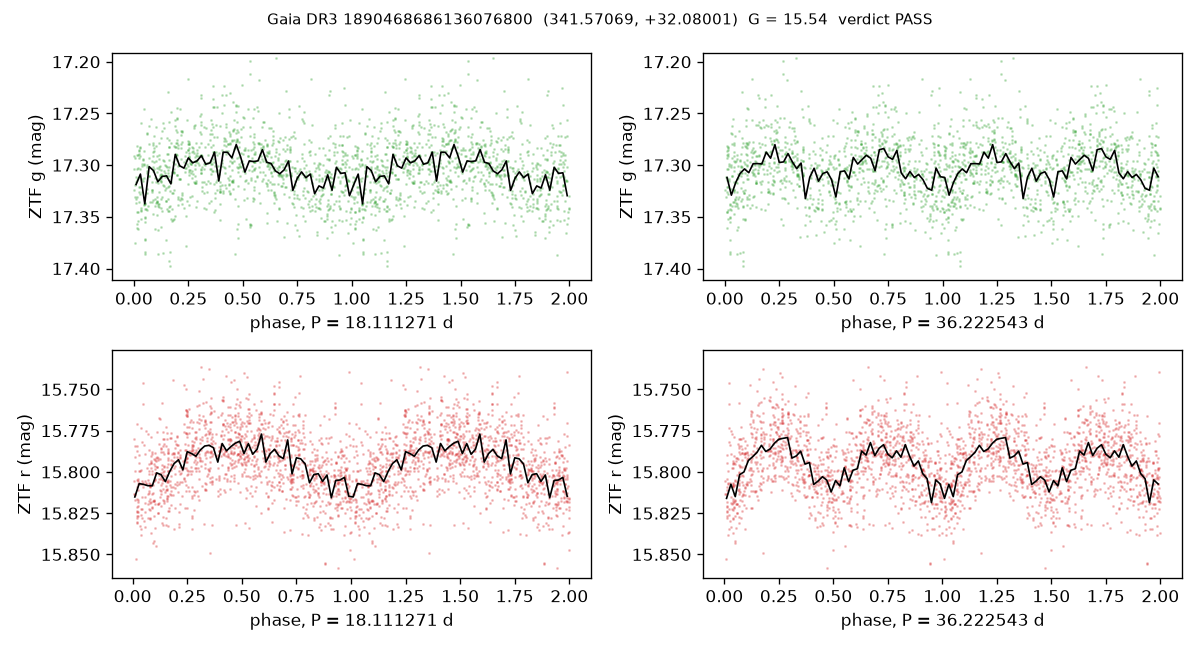 Gaia DR3 1890468686136076800 (341.57069, +32.08001) G = 15.54 verdict PASS
17.20
17.25
17.30
17.35
17.40
ZTF g (mag)
0.00 0.25 0.50 0.75 1.00 1.25 1.50 1.75 2.00
phase, P = 18.111271 d
17.20
17.25
17.30
17.35
17.40
ZTF g (mag)
0.00 0.25 0.50 0.75 1.00 1.25 1.50 1.75 2.00
phase, P = 36.222543 d
15.750
15.775
15.800
15.825
15.850
ZTF r (mag)
0.00 0.25 0.50 0.75 1.00 1.25 1.50 1.75 2.00
phase, P = 18.111271 d
15.750
15.775
15.800
15.825
15.850
ZTF r (mag)
0.00 0.25 0.50 0.75 1.00 1.25 1.50 1.75 2.00
phase, P = 36.222543 d